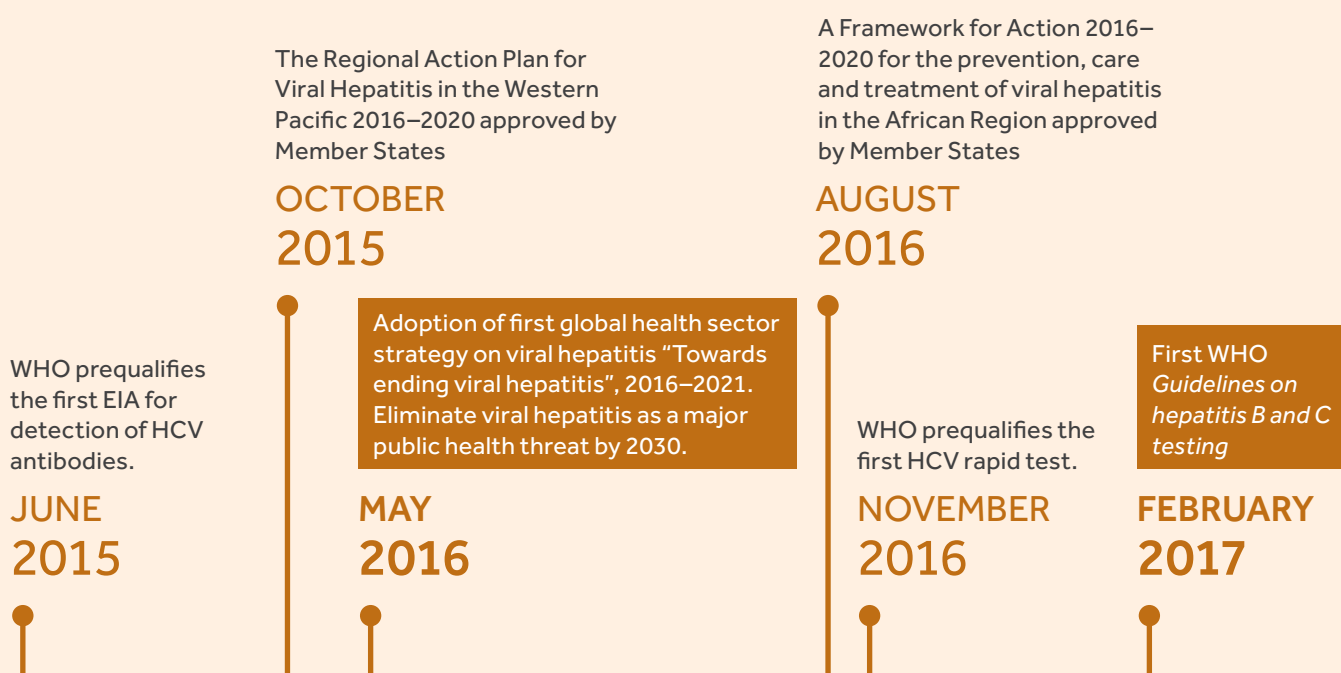 WHO prequalifies
the first EIA for
detection of HCV
antibodies.
JUNE
2015
The Regional Action Plan for
Viral Hepatitis in the Western
Pacific 2016–2020 approved by
Member States
OCTOBER
2015
Adoption of first global health sector
strategy on viral hepatitis “Towards
ending viral hepatitis”, 2016–2021.
Eliminate viral hepatitis as a major
public health threat by 2030.
MAY
2016
A Framework for Action 2016–
2020 for the prevention, care
and treatment of viral hepatitis
in the African Region approved
by Member States
AUGUST
2016
WHO prequalifies the
first HCV rapid test.
NOVEMBER
2016
First WHO
Guidelines on
hepatitis B and C
testing
FEBRUARY
2017